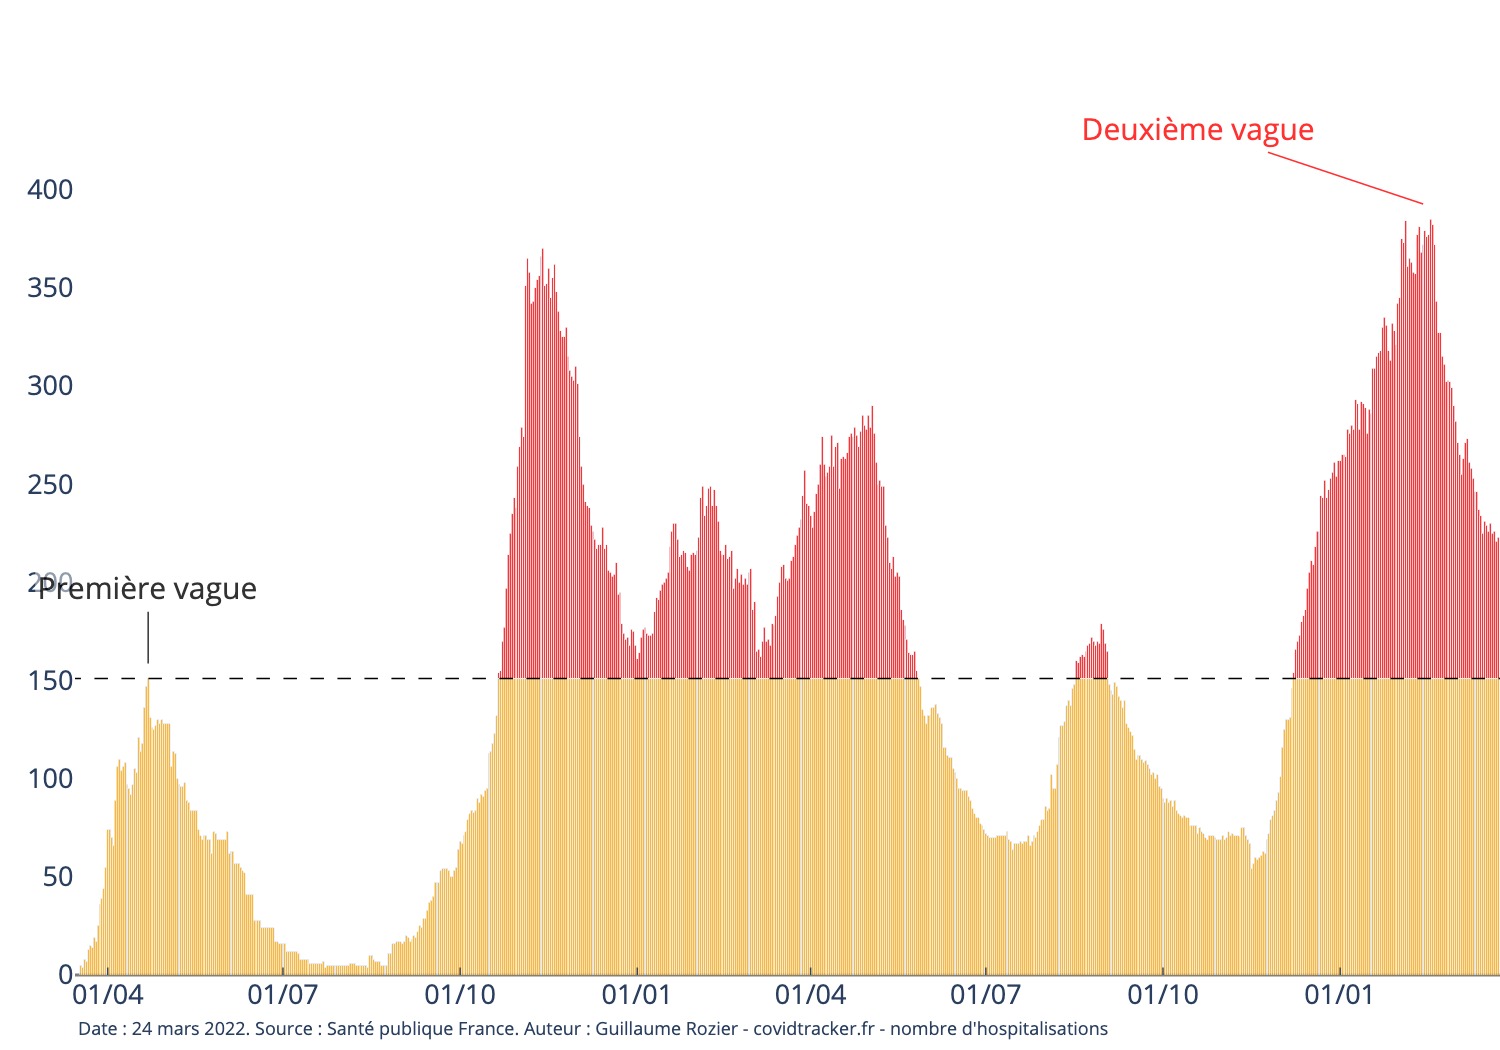 Deuxième vague
400
350
300
250
200
Première vague
150
100
50
0
01/04 01/07 01/10 01/01 01/04 01/07 01/10 01/01
Date : 24 mars 2022. Source : Santé publique France. Auteur : Guillaume Rozier - covidtracker.fr - nombre d'hospitalisations